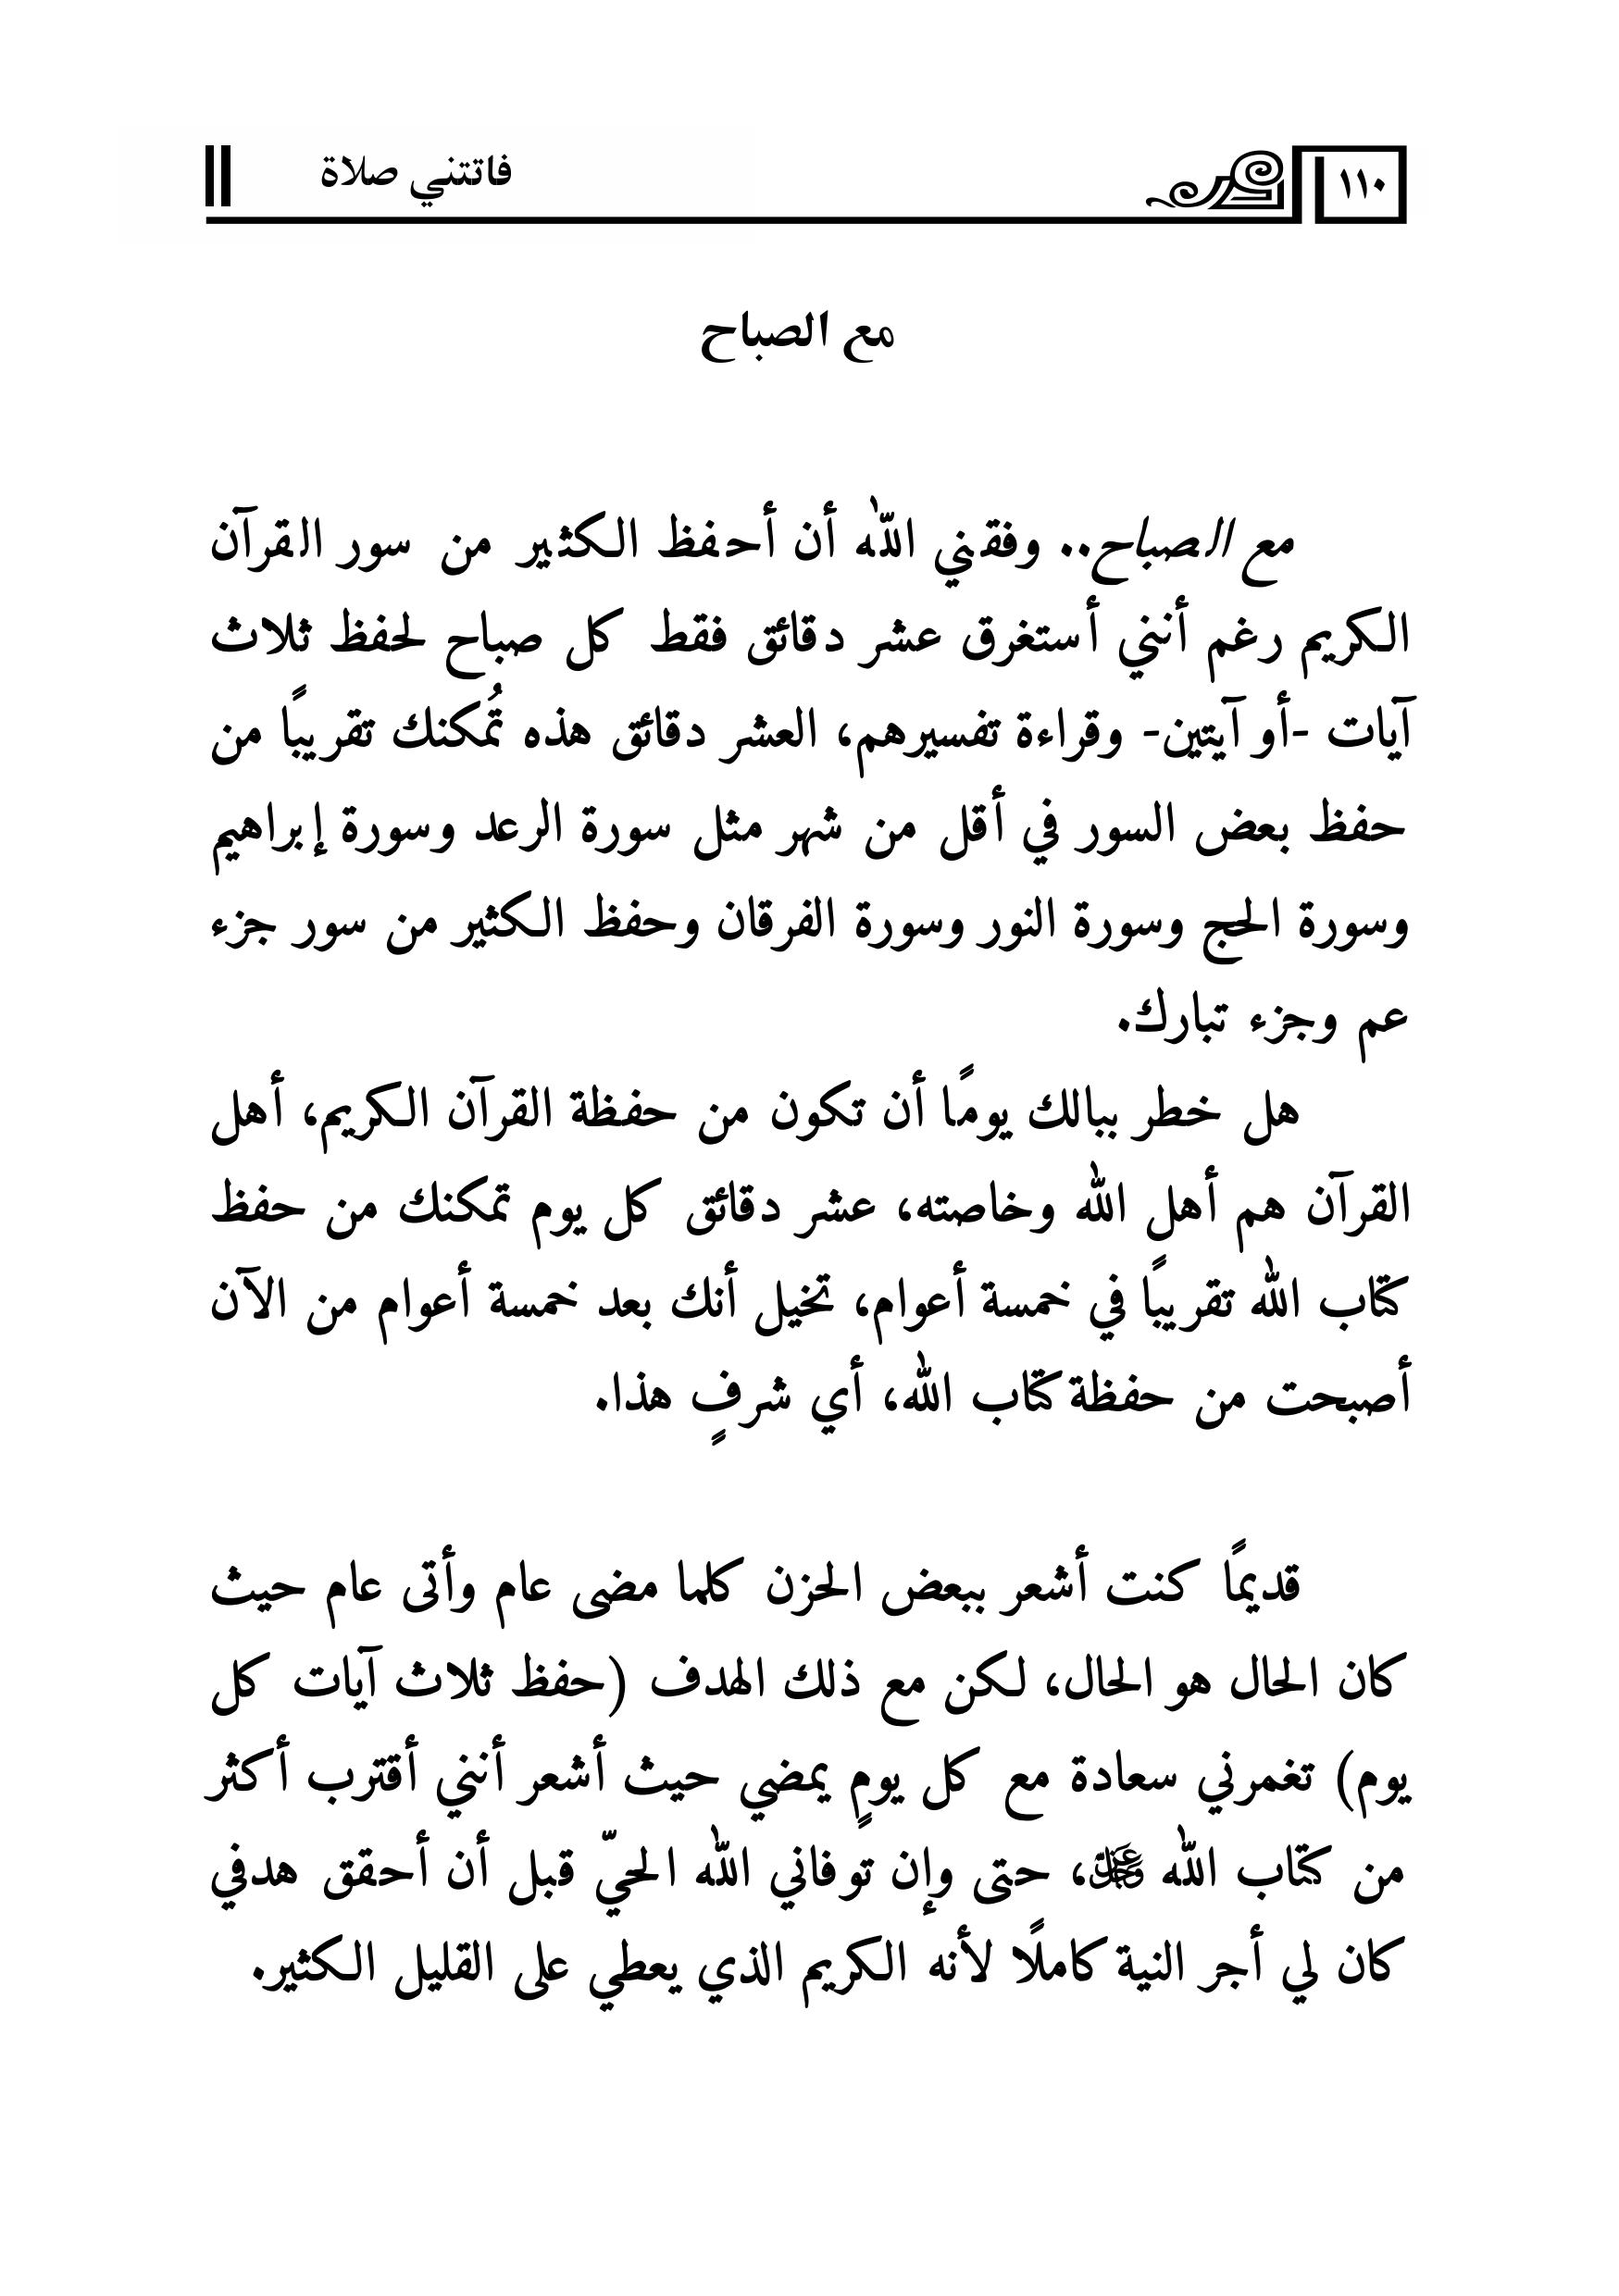 ١١٠
فاتتني صلاة
مع الصباح
مع الصباح.. وفقني الله أن أحفظ الكثير من سور القرآن
الكريم رغم أنني أستغرق عشر دقائق فقط كل صباح لحفظ ثلاث
آيات -أو آيتين- وقراءة تفسيرهم، العشر دقائق هذه تُمكنك تقريبًا من
حفظ بعض السور في أقل من شهر مثل سورة الرعد وسورة إبراهيم
وسورة الحج وسورة النور وسورة الفرقان وحفظ الكثير من سور جزء
عم وجزء تبارك.
هل خطر ببالك يومًا أن تكون من حفظة القرآن الكريم، أهل
القرآن هم أهل الله وخاصته، عشر دقائق كل يوم تمكنك من حفظ
كتاب الله تقريبًا في خمسة أعوام، تخيل أنك بعد خمسة أعوام من الآن
أصبحت من حفظة كتاب الله، أي شرفٍ هذا.
قديمًا كنت أشعر ببعض الحزن كلما مضى عام وأتى عام حيث
كان الحال هو الحال، لكن مع ذلك الهدف (حفظ ثلاث آيات كل
يوم) تغمرني سعادة مع كل يومٍ يمضي حيث أشعر أنني أقترب أكثر
من كتاب الله ﷿، حتى وإن توفاني الله الحيّ قبل أن أحقق هدفي
كان لي أجر النية كاملًا لأنه الكريم الذي يعطي على القليل الكثير.